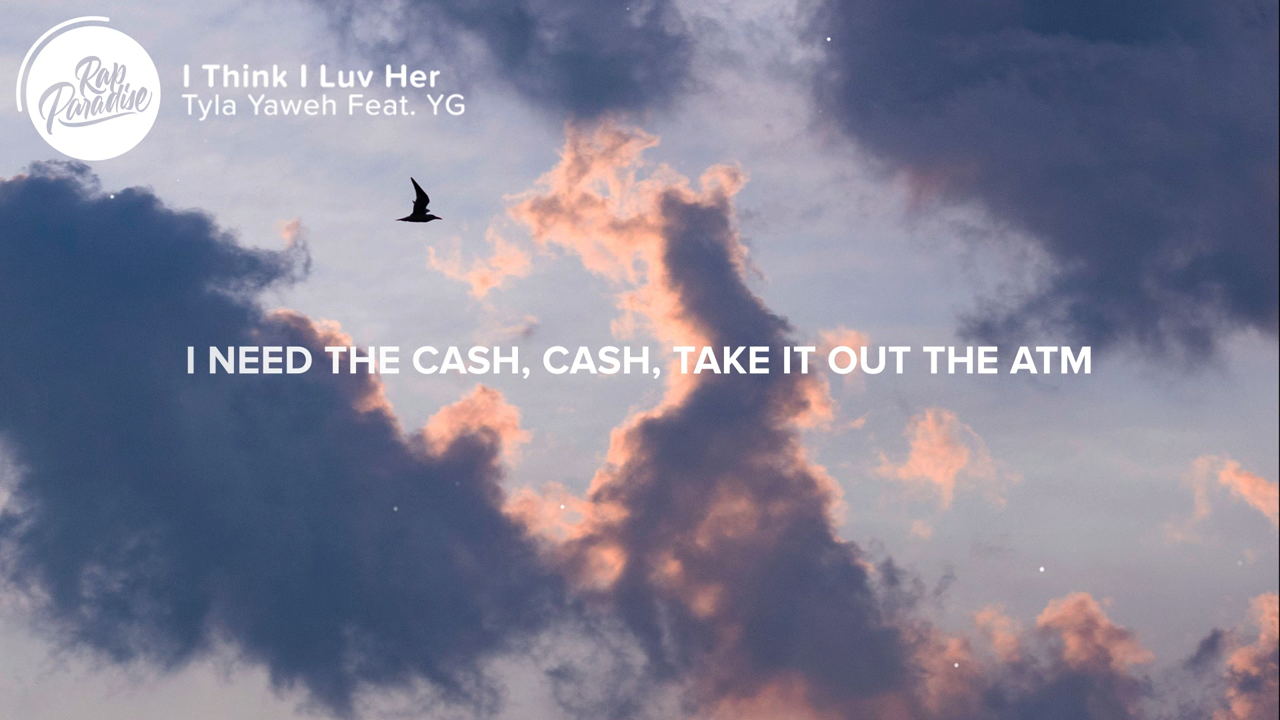 Rap
Paradise
I Think I Luv Her
Tyla Yaweh Feat. YG
I NEED THE CASH, CASH, TAKE IT OUT THE ATM